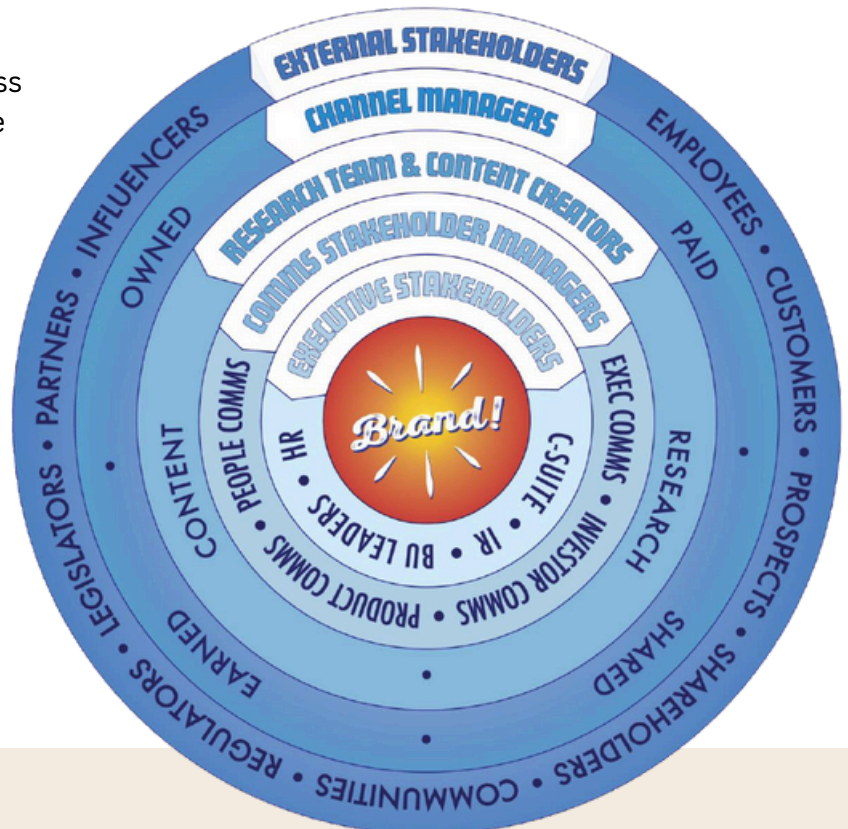 ss
e
EXTERNAL STAKEHOLDERS
CHANNEL MANAGERS
RESEARCH TEAM & CONTENT CREATORS
COMMS STAKEHOLDER MANAGERS
EXECUTIVE STAKEHOLDERS
Brand!
EMPLOYEES • CUSTOMERS • PROSPECTS • SHAREHOLDERS • COMMUNITIES • REGULATORS • LEGISLATORS • PARTNERS • INFLUENCERS
PAID • SHARED • EARNED • OWNED
RESEARCH • CONTENT
EXEC COMMS • INVESTOR COMMS • PRODUCT COMMS • PEOPLE COMMS
C-SUITE • IR • BU LEADERS • HR